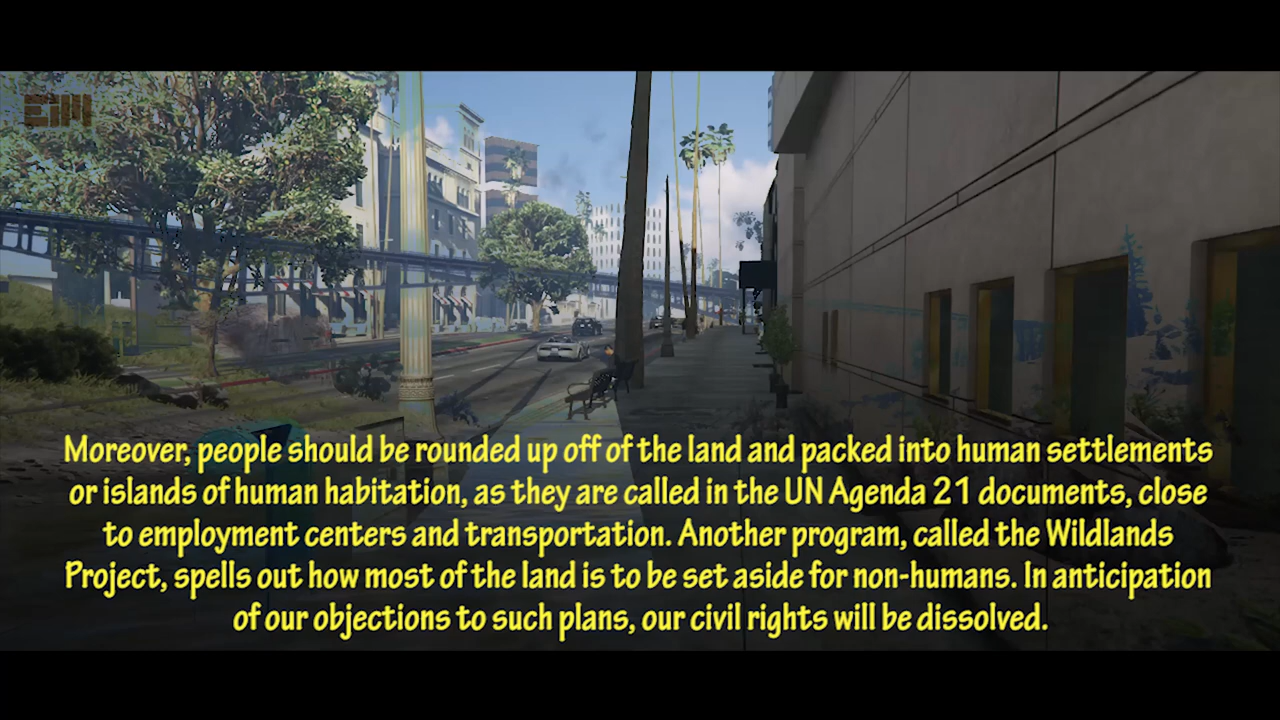 Moreover, people should be rounded up off of the land and packed into human settlements
or islands of human habitation, as they are called in the UN Agenda 21 documents, close
to employment centers and transportation. Another program, called the Wildlands
Project, spells out how most of the land is to be set aside for non-humans. In anticipation
of our objections to such plans, our civil rights will be dissolved.